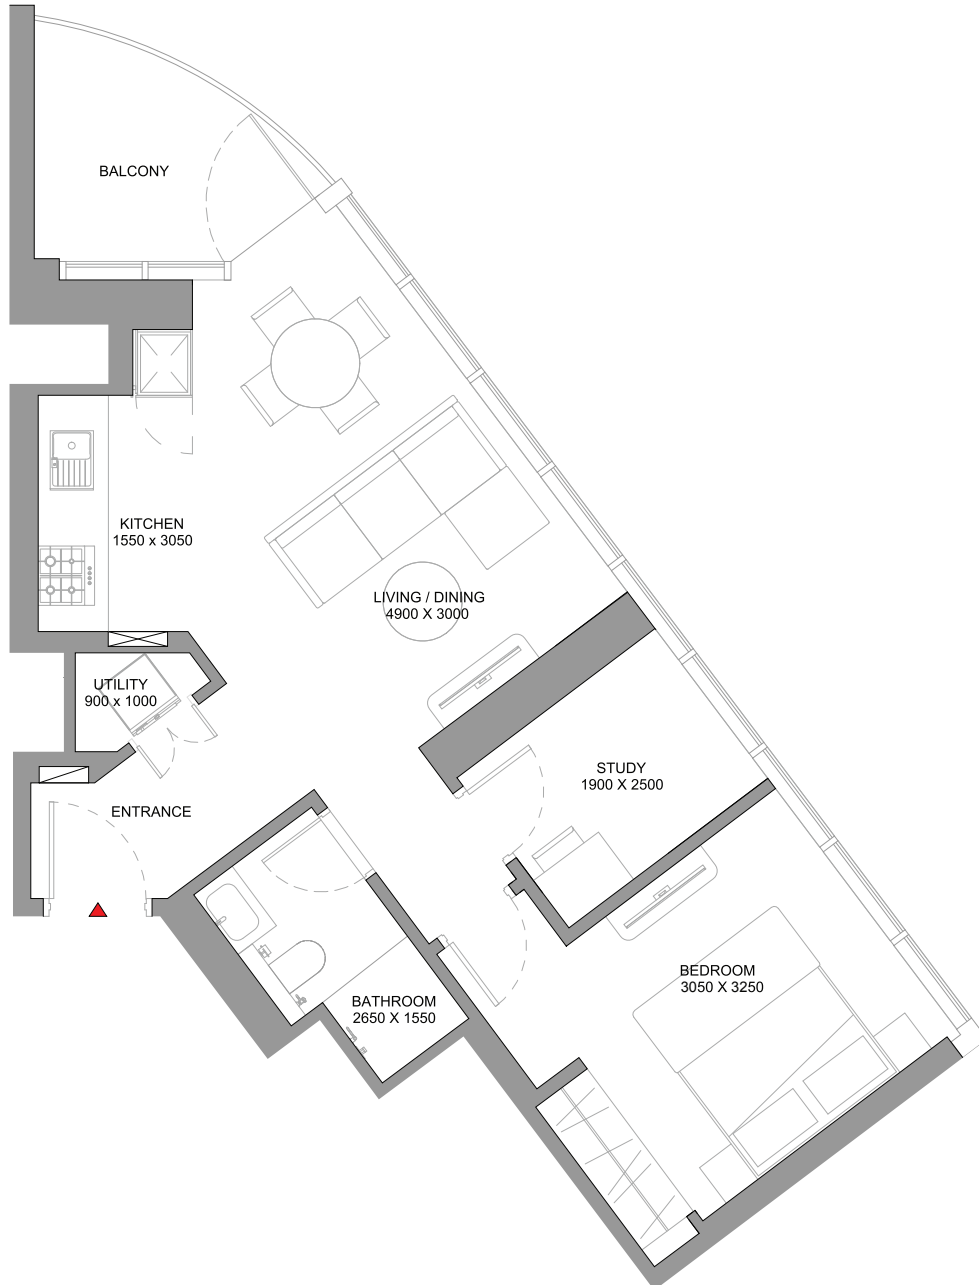 BALCONY
KITCHEN
1550 x 3050
LIVING / DINING
4900 X 3000
UTILITY
900 x 1000
STUDY
1900 X 2500
ENTRANCE
BEDROOM
3050 X 3250
BATHROOM
2650 X 1550